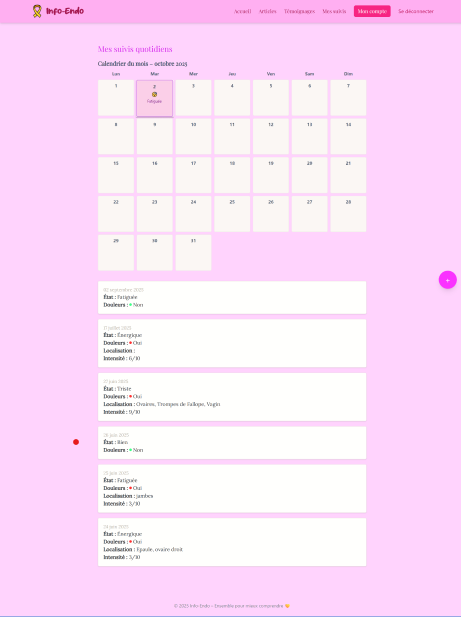 Info-Endo
Accueil Articles Témoignages Mes suivis Mon compte Se déconnecter
Mes suivis quotidiens
Calendrier du mois – octobre 2025
Lun Mar Mer Jeu Ven Sam Dim
1 2 3 4 5 6 7
Fatiguée
8 9 10 11 12 13 14
15 16 17 18 19 20 21
22 23 24 25 26 27 28
29 30 31
+
02 septembre 2025
État : Fatiguée
Douleurs : Non
juillet 2025
État : Énergique
Douleurs : Oui
Localisation :
Intensité : 6/10
juin 2025
État : Triste
Douleurs : Oui
Localisation : Ovaires, Trompes de Fallope, Vagin
Intensité : 9/10
juin 2025
État : Bien
Douleurs : Non
juin 2025
État : Fatiguée
Douleurs : Oui
Localisation : jambes
Intensité : 3/10
juin 2025
État : Énergique
Douleurs : Oui
Localisation : Epaule, ovaire droit
Intensité : 3/10
© 2025 Info-Endo – Ensemble pour mieux comprendre